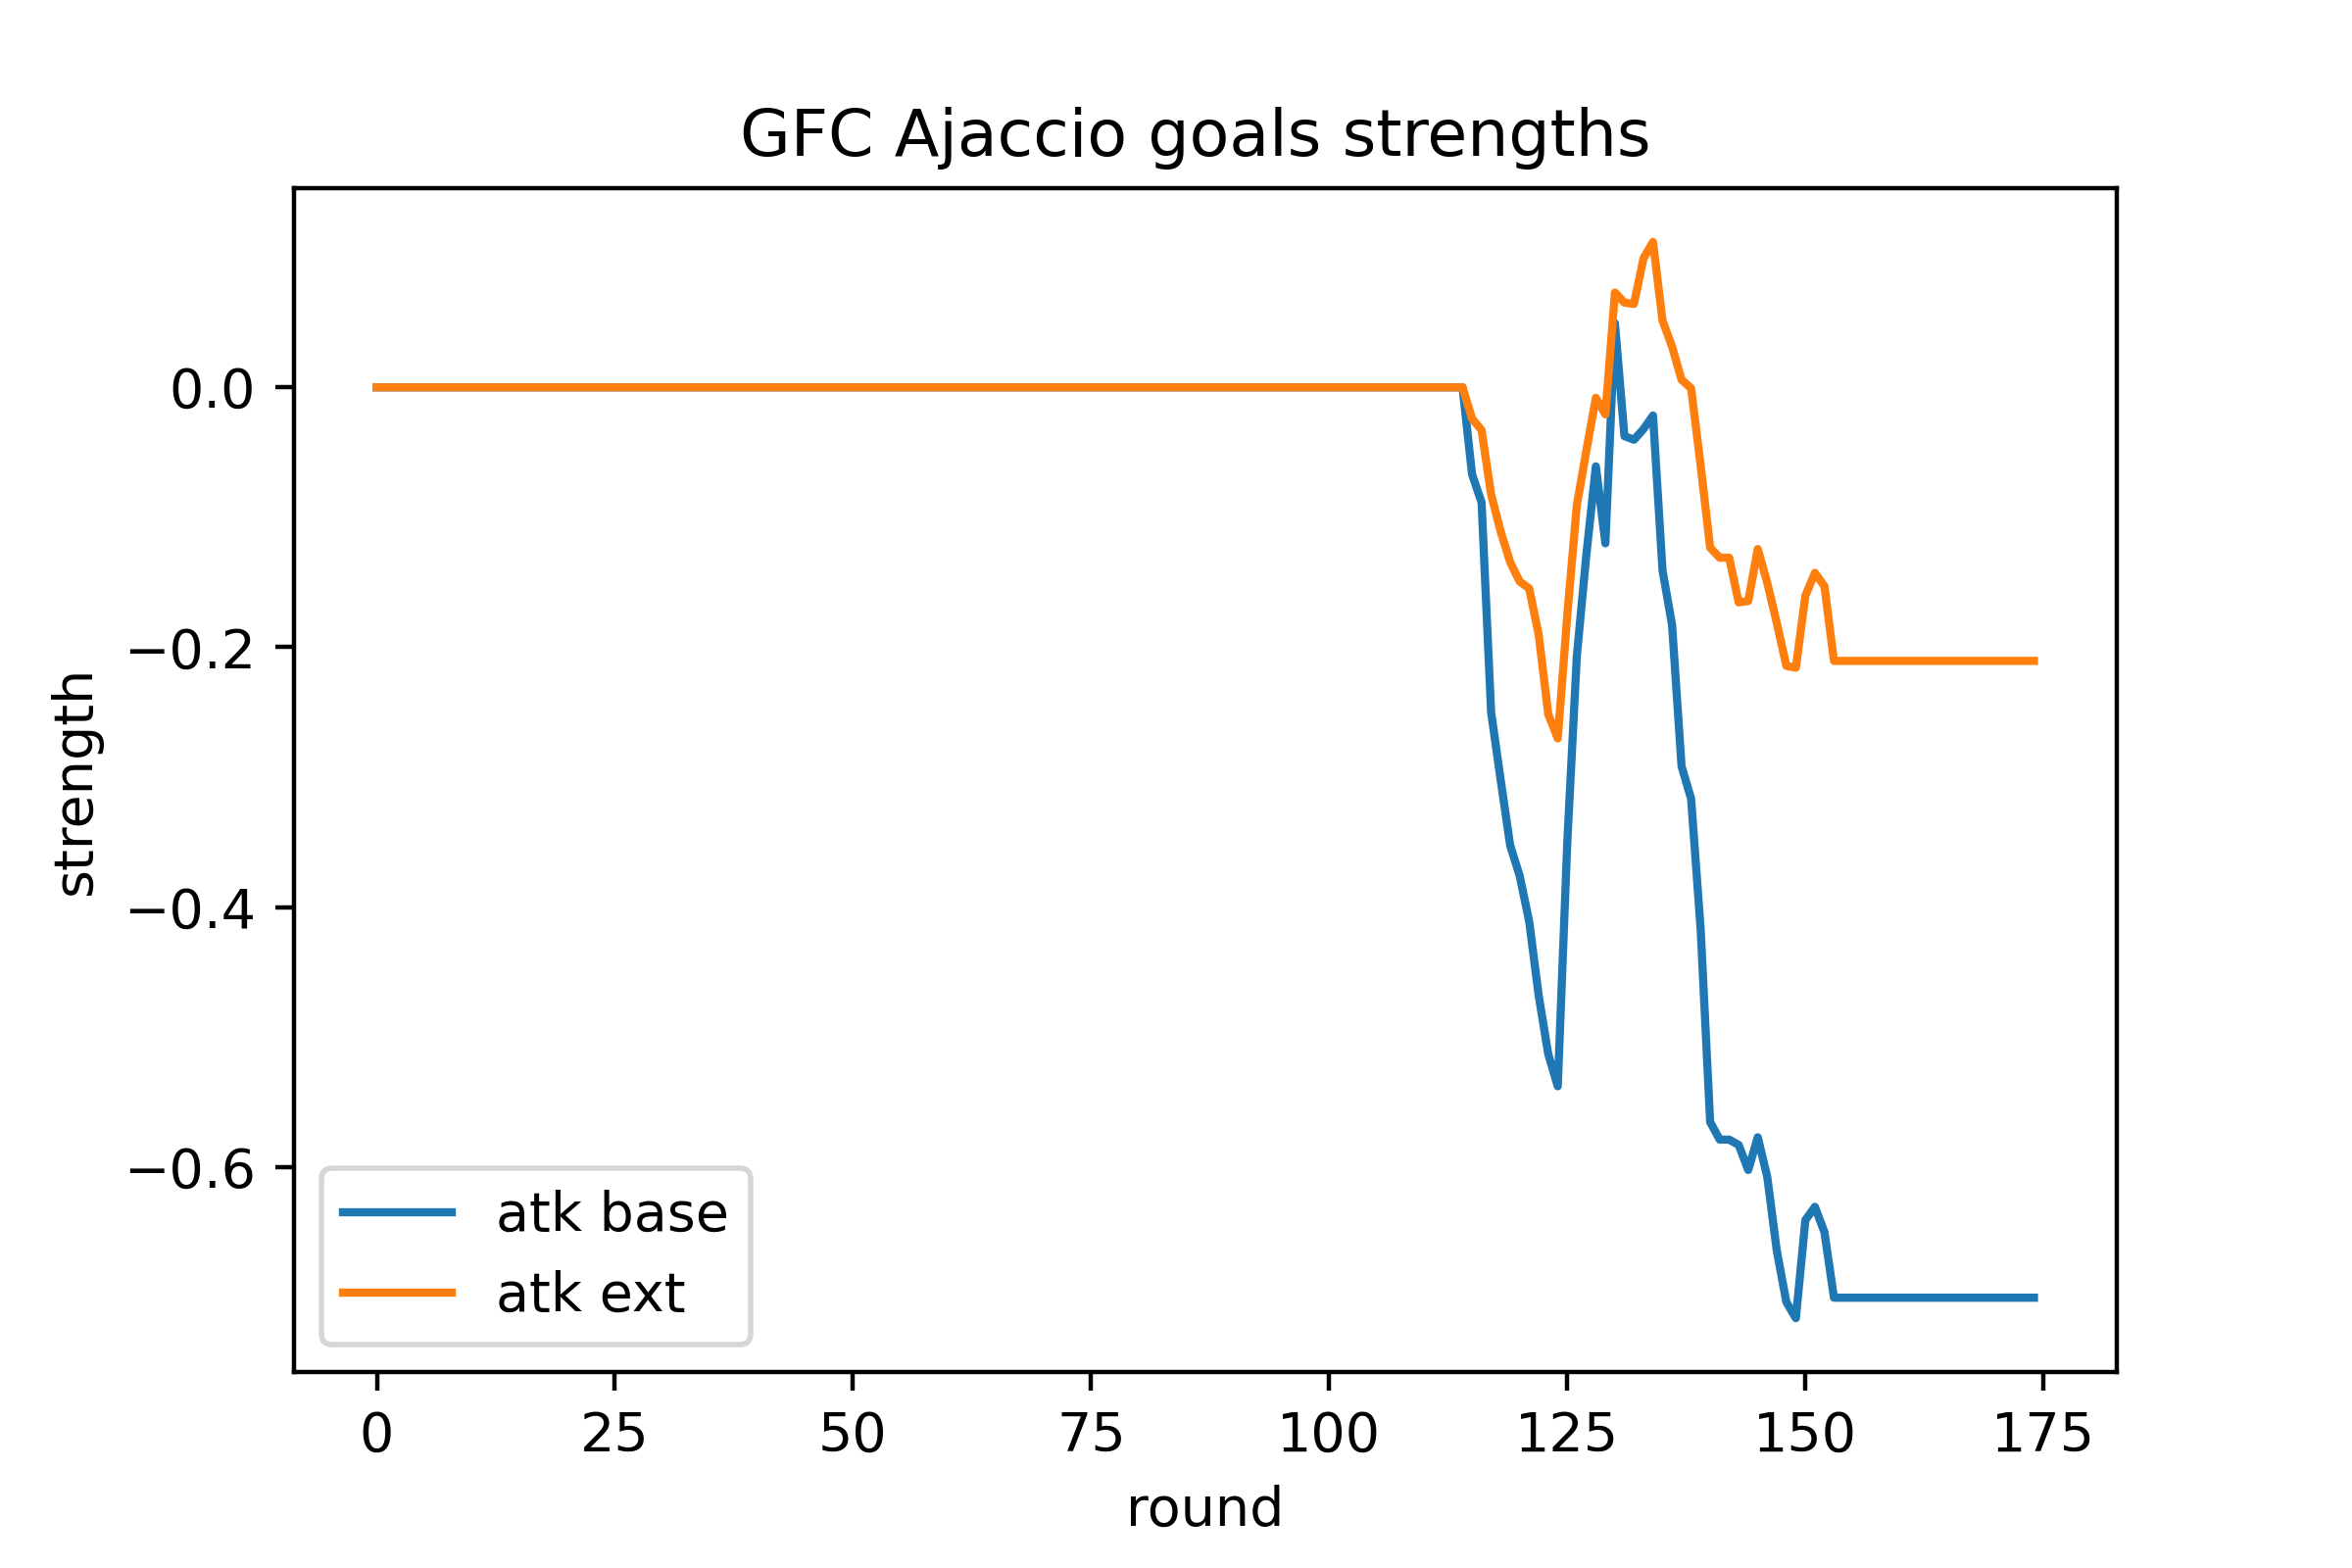 GFC Ajaccio goals strengths
strength
0.0
−0.2
−0.4
−0.6
atk base
atk ext
0 25 50 75 100 125 150 175
round